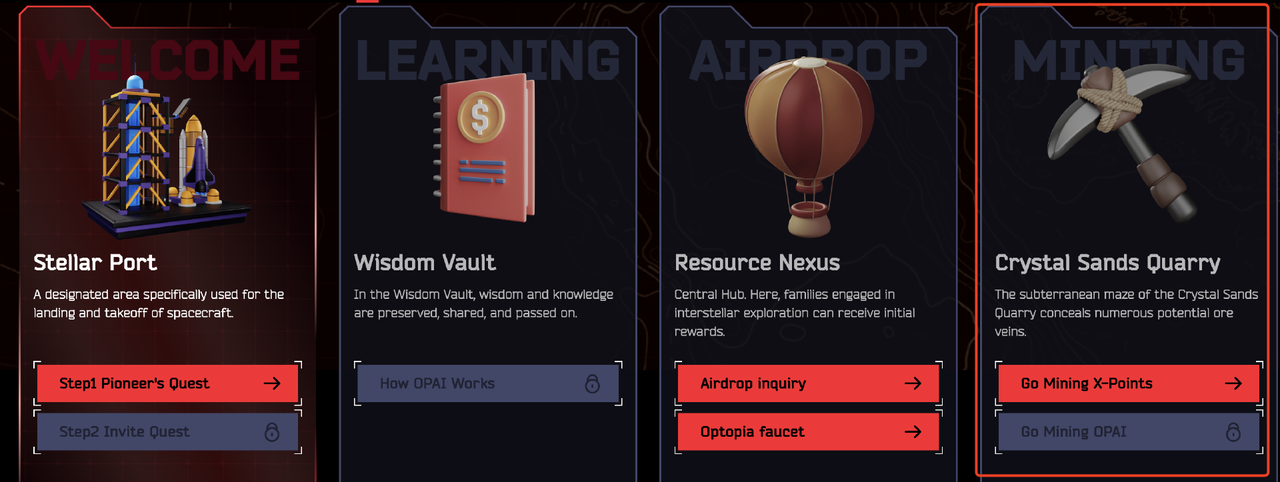 WELCOME
Stellar Port
A designated area specifically used for the
landing and takeoff of spacecraft.
Step1 Pioneer's Quest
Step2 Invite Quest
LEARNING
$
Wisdom Vault
In the Wisdom Vault, wisdom and knowledge
are preserved, shared, and passed on.
How OPAI Works
AIRDROP
Resource Nexus
Central Hub. Here, families engaged in
interstellar exploration can receive initial
rewards.
Airdrop inquiry
Optopia faucet
MINTING
Crystal Sands Quarry
The subterranean maze of the Crystal Sands
Quarry conceals numerous potential ore
veins.
Go Mining X-Points
Go Mining OPAI